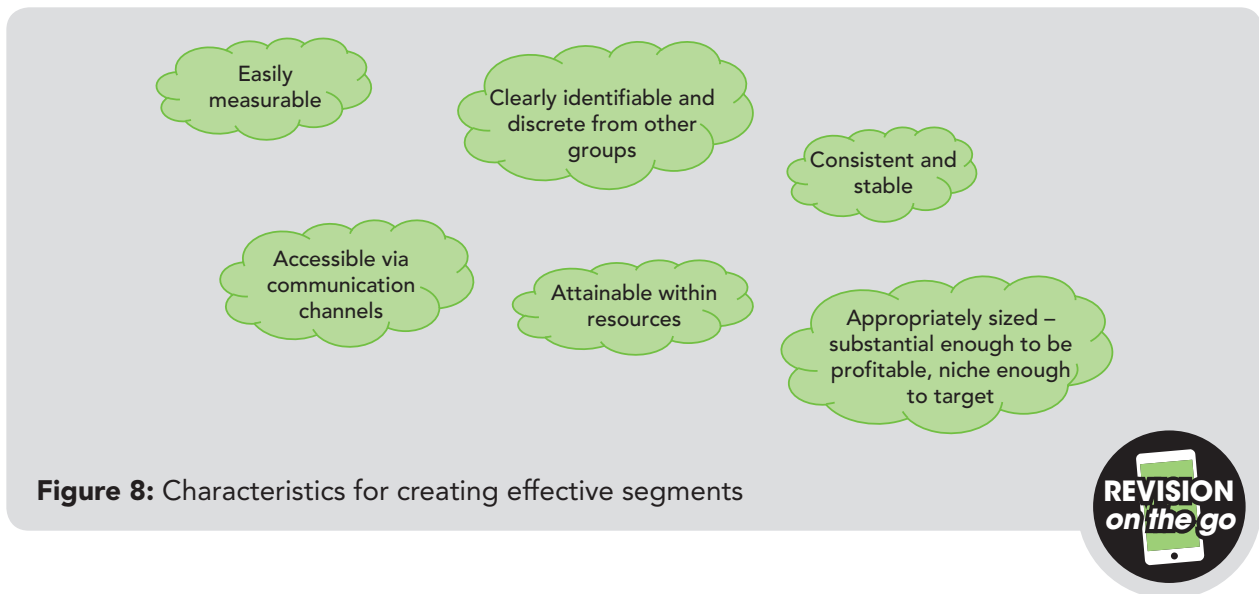 Easily
measurable
Clearly identifiable and
discrete from other
groups
Consistent and
stable
Accessible via
communication
channels
Attainable within
resources
Appropriately sized –
substantial enough to be
profitable, niche enough
to target
Figure 8: Characteristics for creating effective segments
REVISION
on the go